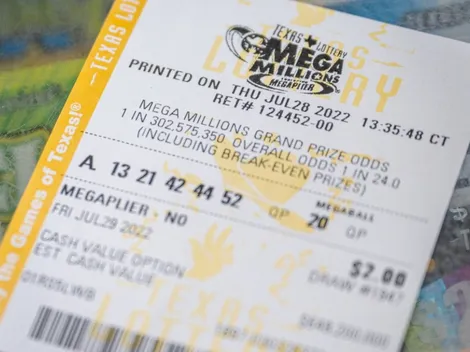 TEXAS LOTTERY
MEGA
MILLIONS
MEGAPLIER
PRINTED ON THU JUL28 2022 13:35:48 CT
RET# 124452-00
MEGA MILLIONS GRAND PRIZE ODDS
1 IN 302,575,350 OVERALL ODDS 1 IN 24.0
(INCLUDING BREAK-EVEN PRIZES)
MEGABALL
A. 13 21 42 44 52 QP 20 QP
MEGAPLIER: NO $2.00
FRI JUL29 2022
CASH VALUE OPTION
EST CASH VALUE
TEXAS
LOTTERY
the Games of Texas!®
TEXAS